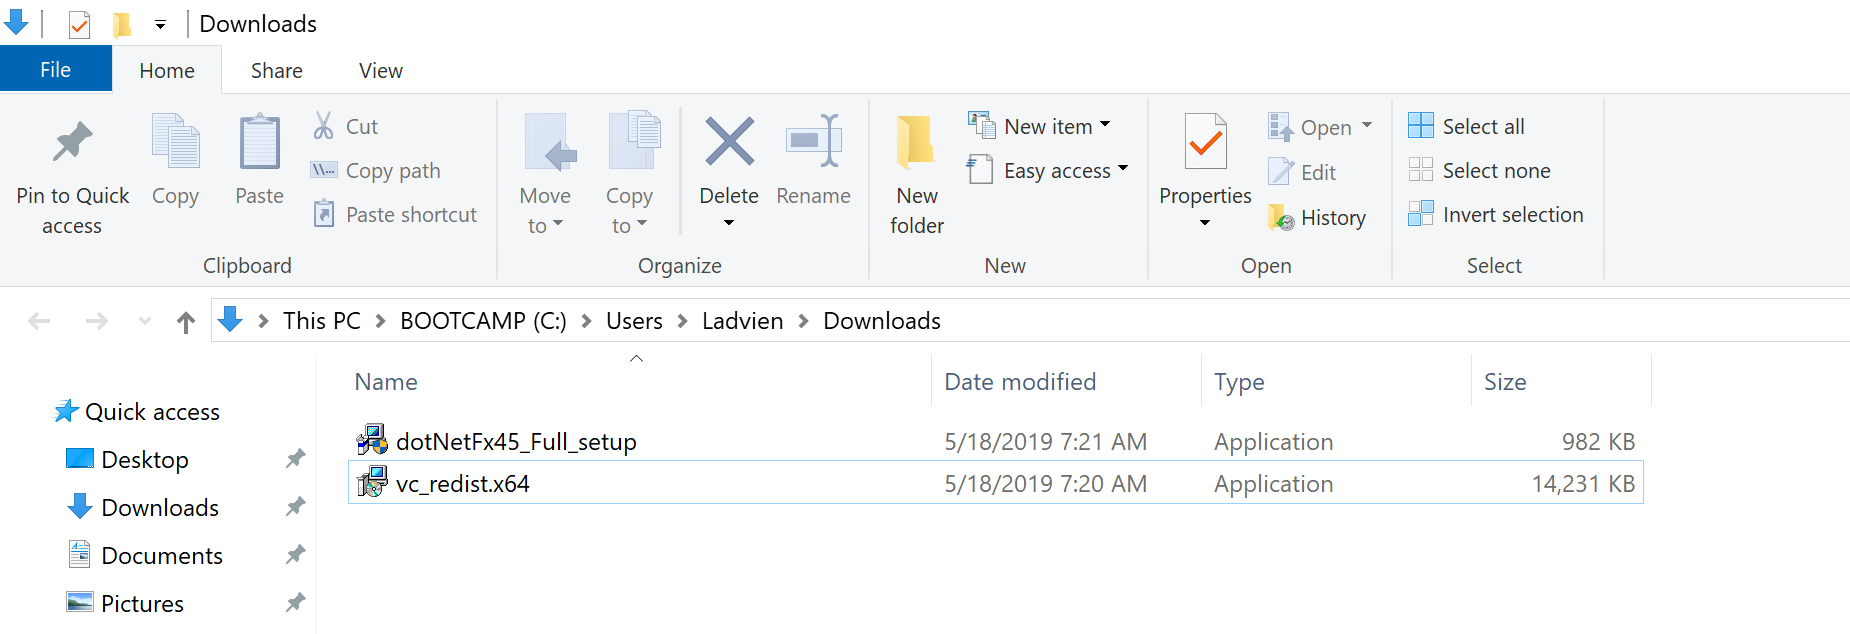 Downloads
File Home Share View
Pin to Quick access
Copy
Paste
Cut
Copy path
Paste shortcut
Clipboard
Move to
Copy to
Delete
Rename
Organize
New folder
New item
Easy access
New
Properties
Open
Edit
History
Open
Select all
Select none
Invert selection
Select
This PC BOOTCAMP (C:) Users Ladvien Downloads
Name Date modified Type Size
Quick access
Desktop
Downloads
Documents
Pictures
dotNetFx45_Full_setup 5/18/2019 7:21 AM Application 982 KB
vc_redist.x64 5/18/2019 7:20 AM Application 14,231 KB